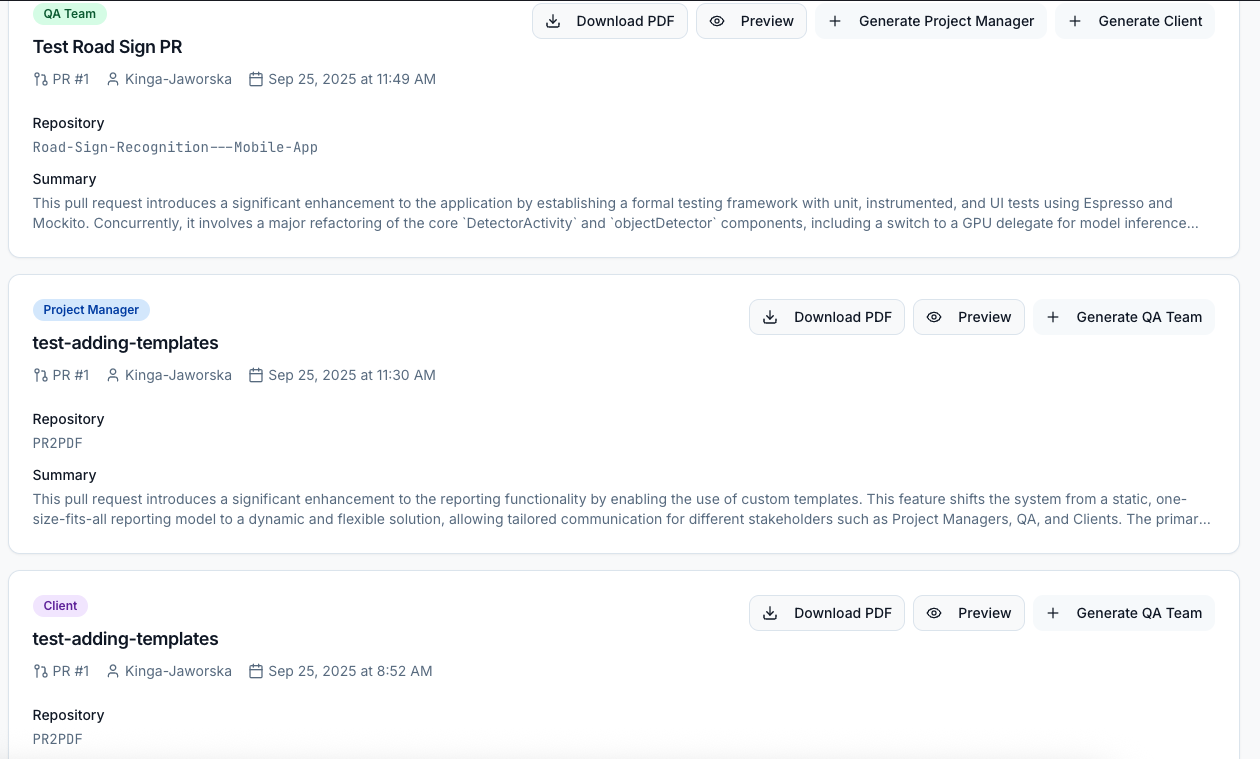 QA Team
Download PDF
Preview
Generate Project Manager
Generate Client
Test Road Sign PR
PR #1 Kinga-Jaworska Sep 25, 2025 at 11:49 AM
Repository
Road-Sign-Recognition---Mobile-App
Summary
This pull request introduces a significant enhancement to the application by establishing a formal testing framework with unit, instrumented, and UI tests using Espresso and
Mockito. Concurrently, it involves a major refactoring of the core `DetectorActivity` and `objectDetector` components, including a switch to a GPU delegate for model inference...
Project Manager
Download PDF
Preview
Generate QA Team
test-adding-templates
PR #1 Kinga-Jaworska Sep 25, 2025 at 11:30 AM
Repository
PR2PDF
Summary
This pull request introduces a significant enhancement to the reporting functionality by enabling the use of custom templates. This feature shifts the system from a static, one-
size-fits-all reporting model to a dynamic and flexible solution, allowing tailored communication for different stakeholders such as Project Managers, QA, and Clients. The primar...
Client
Download PDF
Preview
Generate QA Team
test-adding-templates
PR #1 Kinga-Jaworska Sep 25, 2025 at 8:52 AM
Repository
PR2PDF